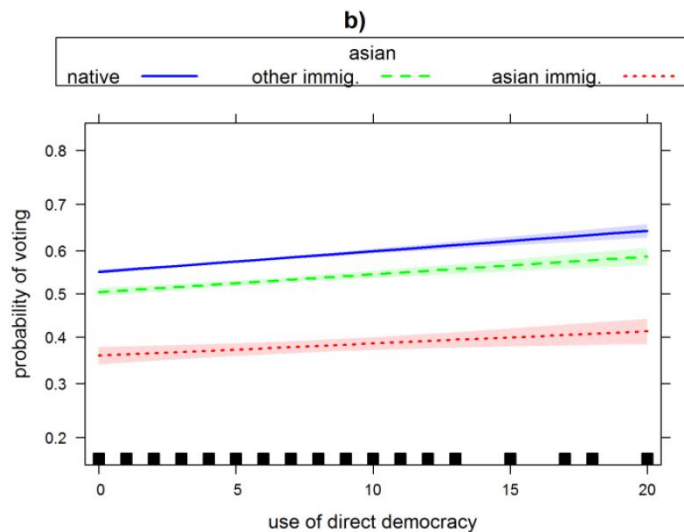 b)
asian
native other immig. asian immig.
0.8
0.7
0.6
0.5
0.4
0.3
0.2
probability of voting
0 5 10 15 20
use of direct democracy